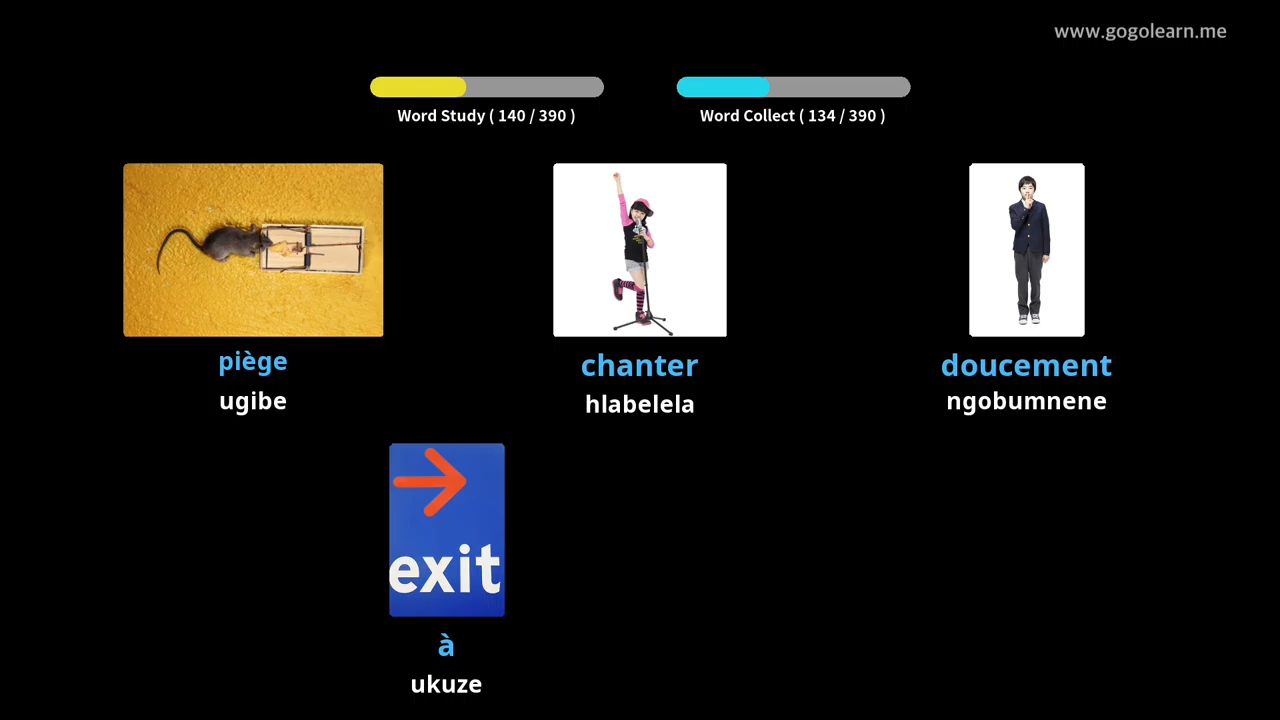 www.gogolearn.me
Word Study ( 140 / 390 )
Word Collect ( 134 / 390 )
piège
chanter
doucement
ugibe
hlabelela
ngobumnene
exit
à
ukuze